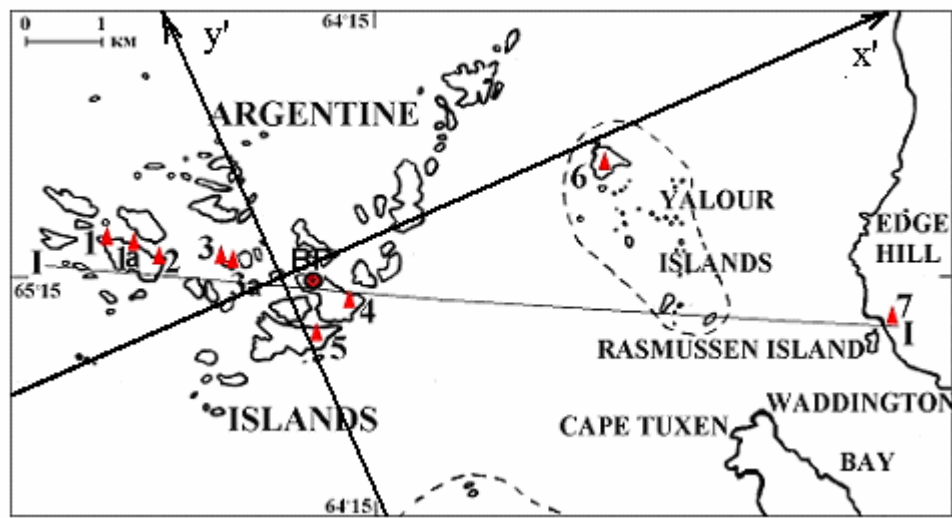 0 1
км
64°15
y'
x'
ARGENTINE
6
YALOUR
ISLANDS
EDGE
HILL
1
1a
2
3
3a
BP
I
65°15
4
5
7
I
RASMUSSEN ISLAND
ISLANDS
CAPE TUXEN
WADDINGTON
BAY
64°15